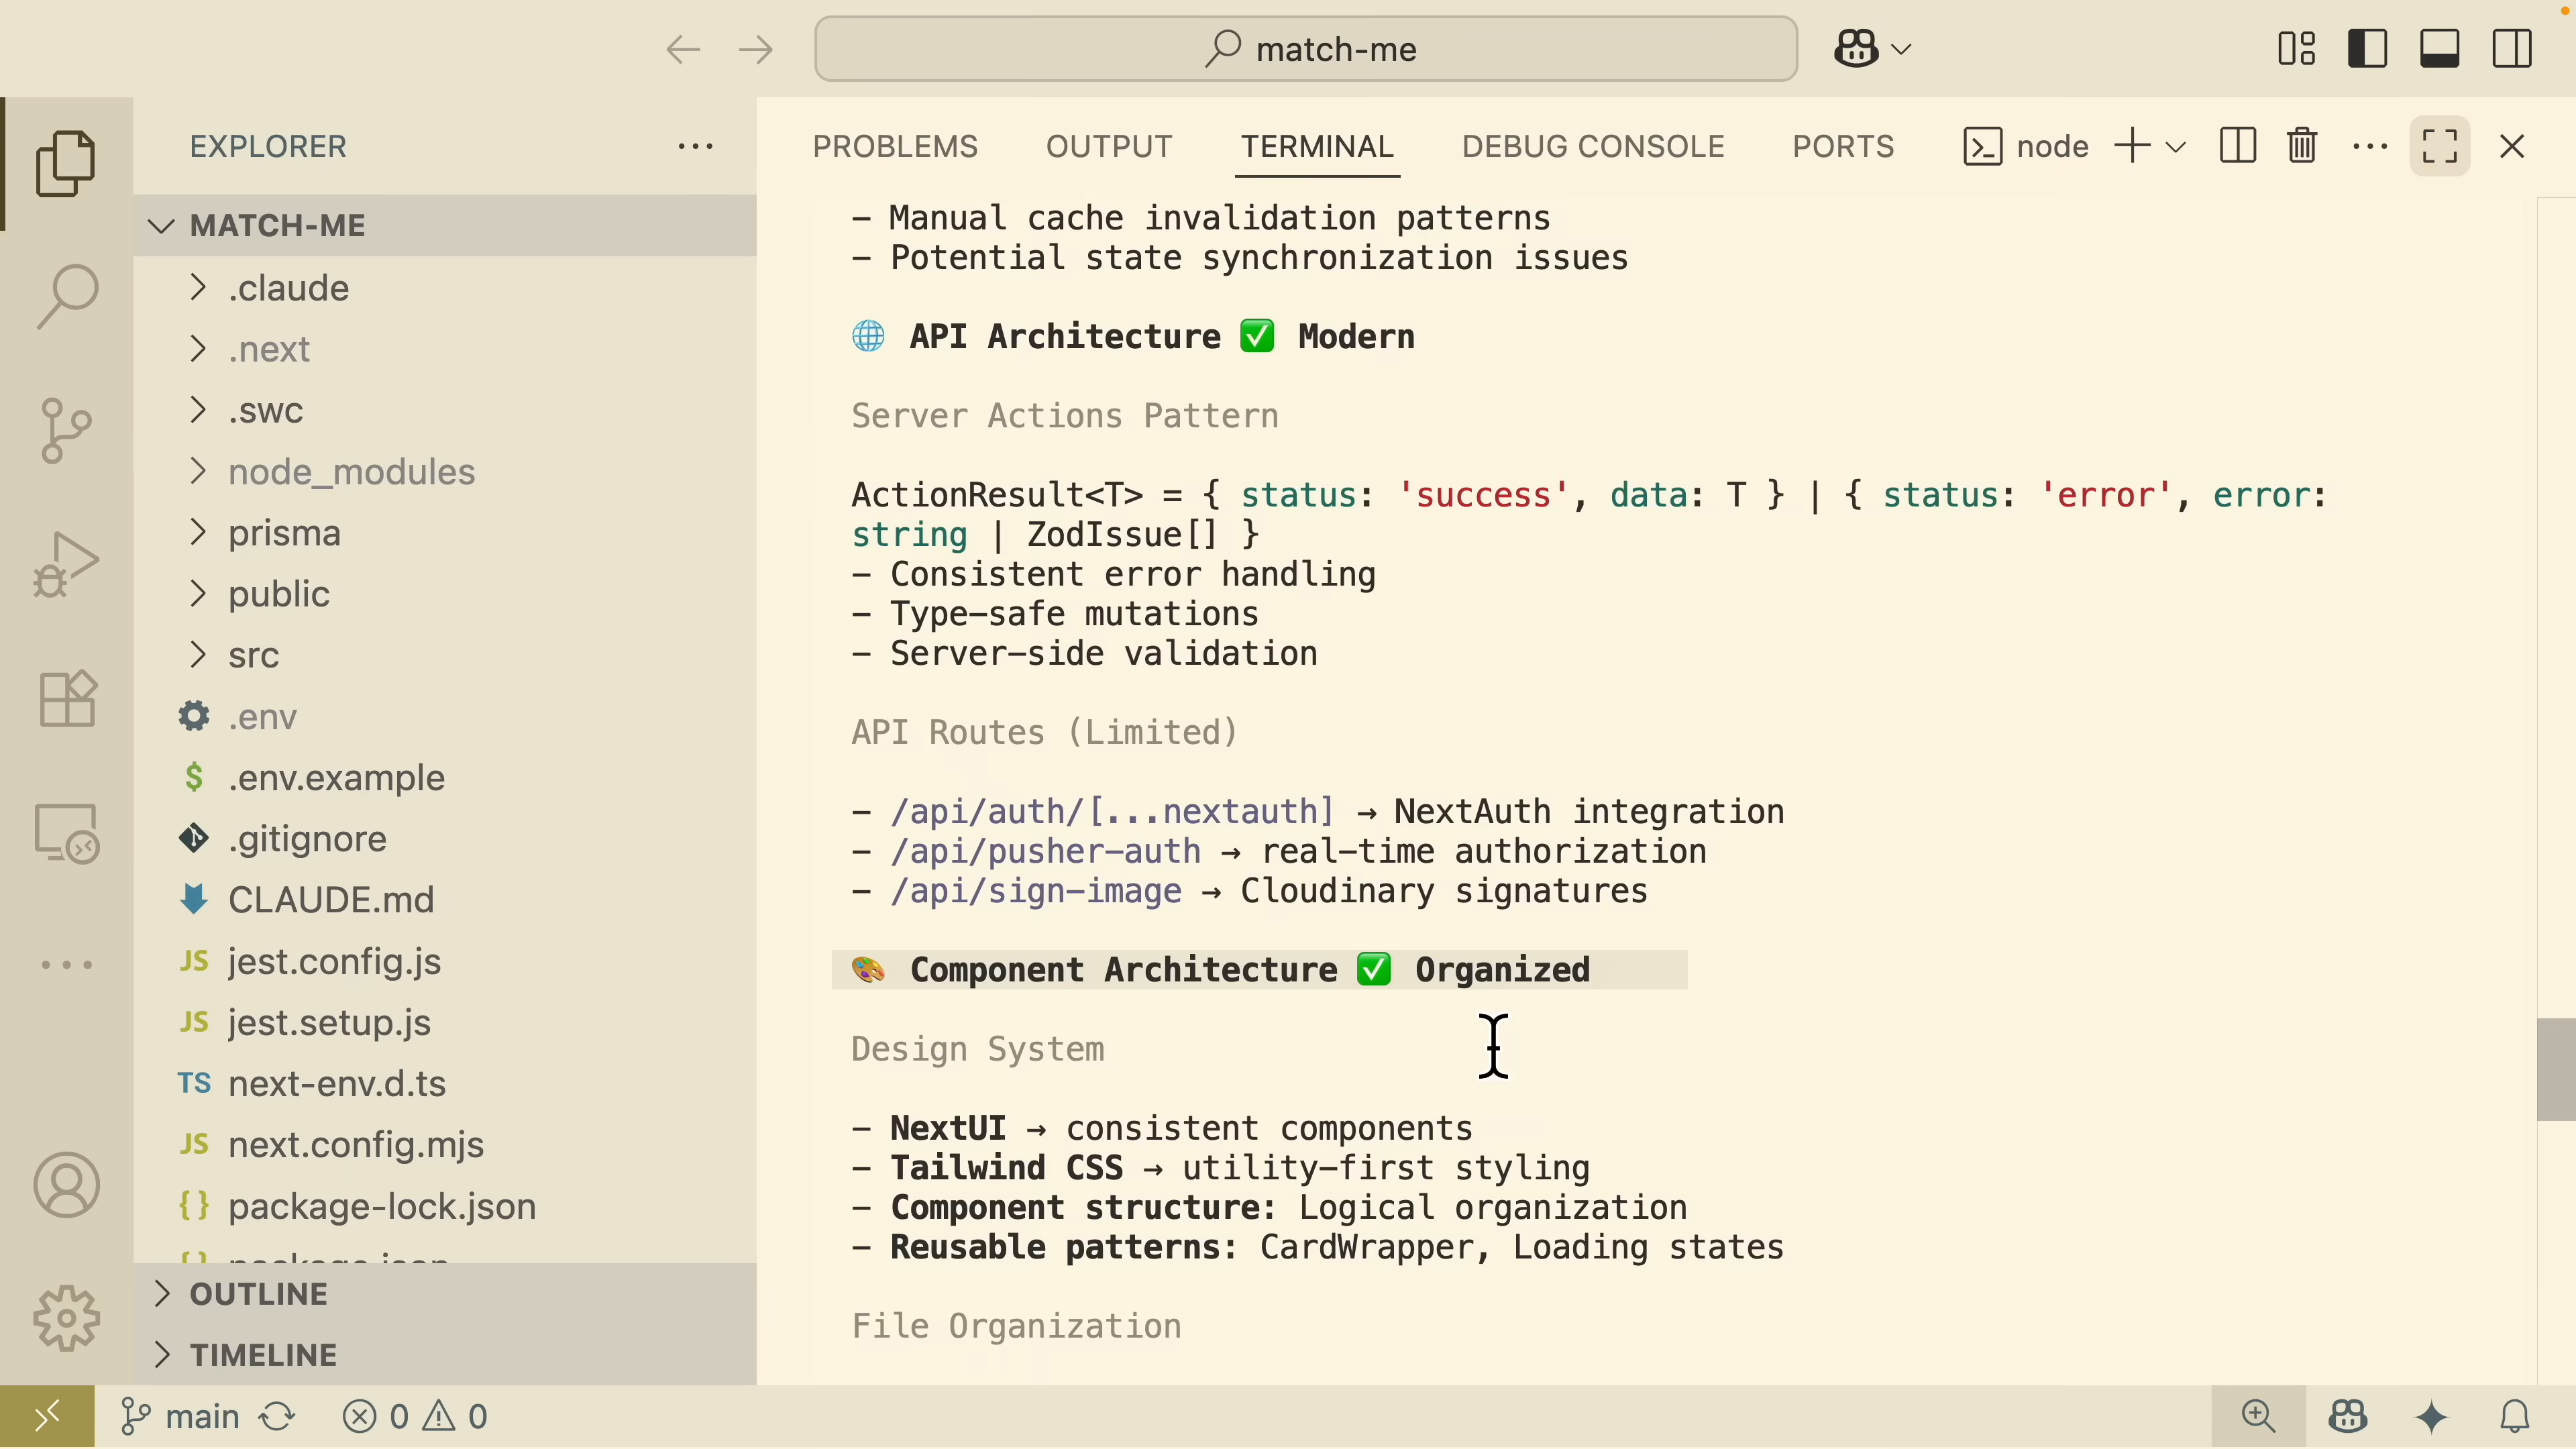 match-me
EXPLORER
MATCH-ME
.claude
.next
.swc
node_modules
prisma
public
src
.env
$ .env.example
.gitignore
CLAUDE.md
JS jest.config.js
JS jest.setup.js
TS next-env.d.ts
JS next.config.mjs
{} package-lock.json
{} package.json
OUTLINE
TIMELINE
PROBLEMS OUTPUT TERMINAL DEBUG CONSOLE PORTS node
- Manual cache invalidation patterns
- Potential state synchronization issues
🌐 API Architecture ✅ Modern
Server Actions Pattern
ActionResult<T> = { status: 'success', data: T } | { status: 'error', error:
string | ZodIssue[] }
- Consistent error handling
- Type-safe mutations
- Server-side validation
API Routes (Limited)
- /api/auth/[...nextauth] → NextAuth integration
- /api/pusher-auth → real-time authorization
- /api/sign-image → Cloudinary signatures
🎨 Component Architecture ✅ Organized
Design System
- NextUI → consistent components
- Tailwind CSS → utility-first styling
- Component structure: Logical organization
- Reusable patterns: CardWrapper, Loading states
File Organization
main 0 0